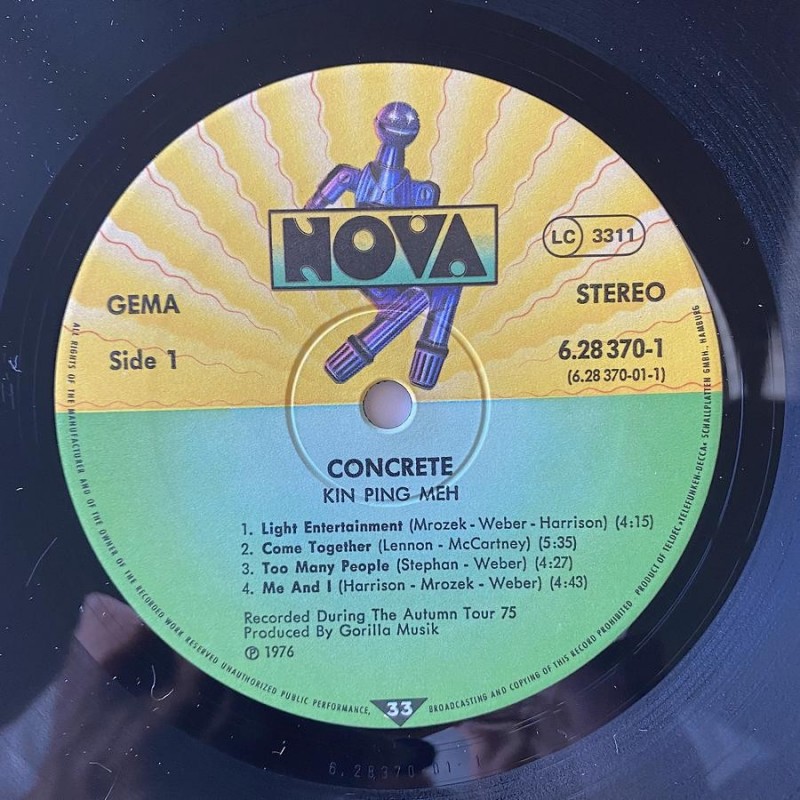 NOVA
LC 3311
GEMA
STEREO
Side 1
6.28 370-1
(6.28 370-01-1)
CONCRETE
KIN PING MEH
1. Light Entertainment (Mrozek - Weber - Harrison) (4:15)
2. Come Together (Lennon - McCartney) (5:35)
3. Too Many People (Stephan - Weber) (4:27)
4. Me And I (Harrison - Mrozek - Weber) (4:43)
Recorded During The Autumn Tour 75
Produced By Gorilla Musik
℗ 1976
ALL RIGHTS OF THE MANUFACTURER AND OF THE OWNER OF THE RECORDED WORK RESERVED UNAUTHORIZED PUBLIC PERFORMANCE,
33
BROADCASTING AND COPYING OF THIS RECORD PROHIBITED · PRODUCT OF TELDEC »TELEFUNKEN-DECCA« SCHALLPLATTEN GMBH., HAMBURG
6.28370 01-1